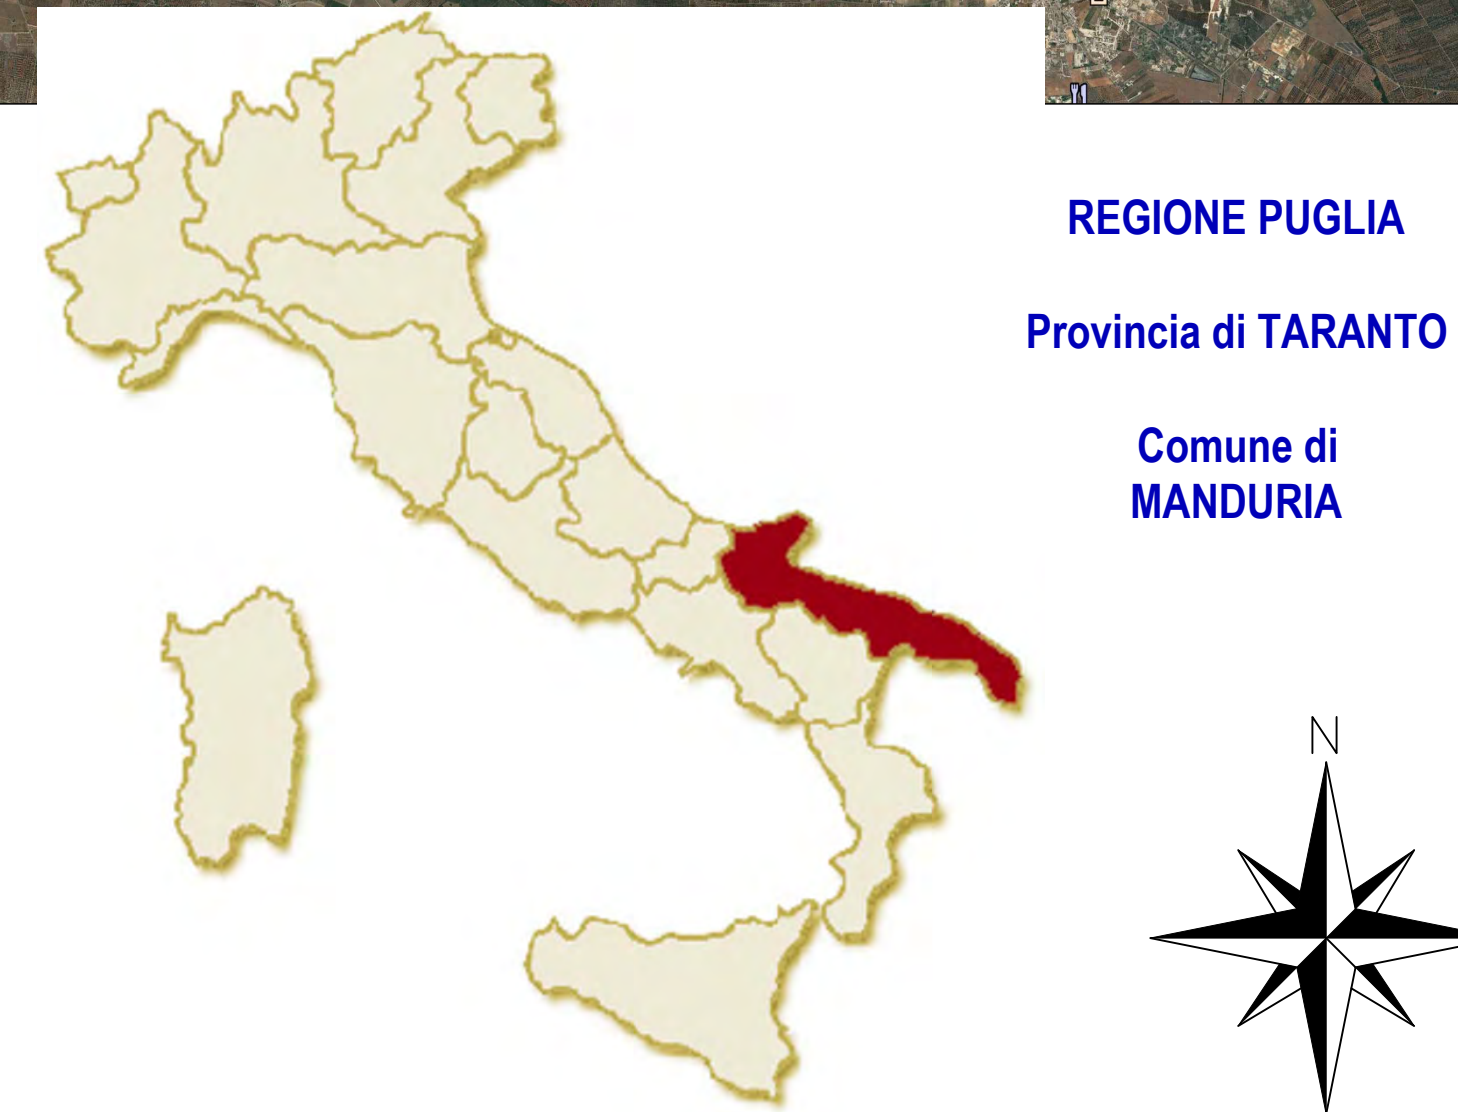 REGIONE PUGLIA
Provincia di TARANTO
Comune di
MANDURIA
N